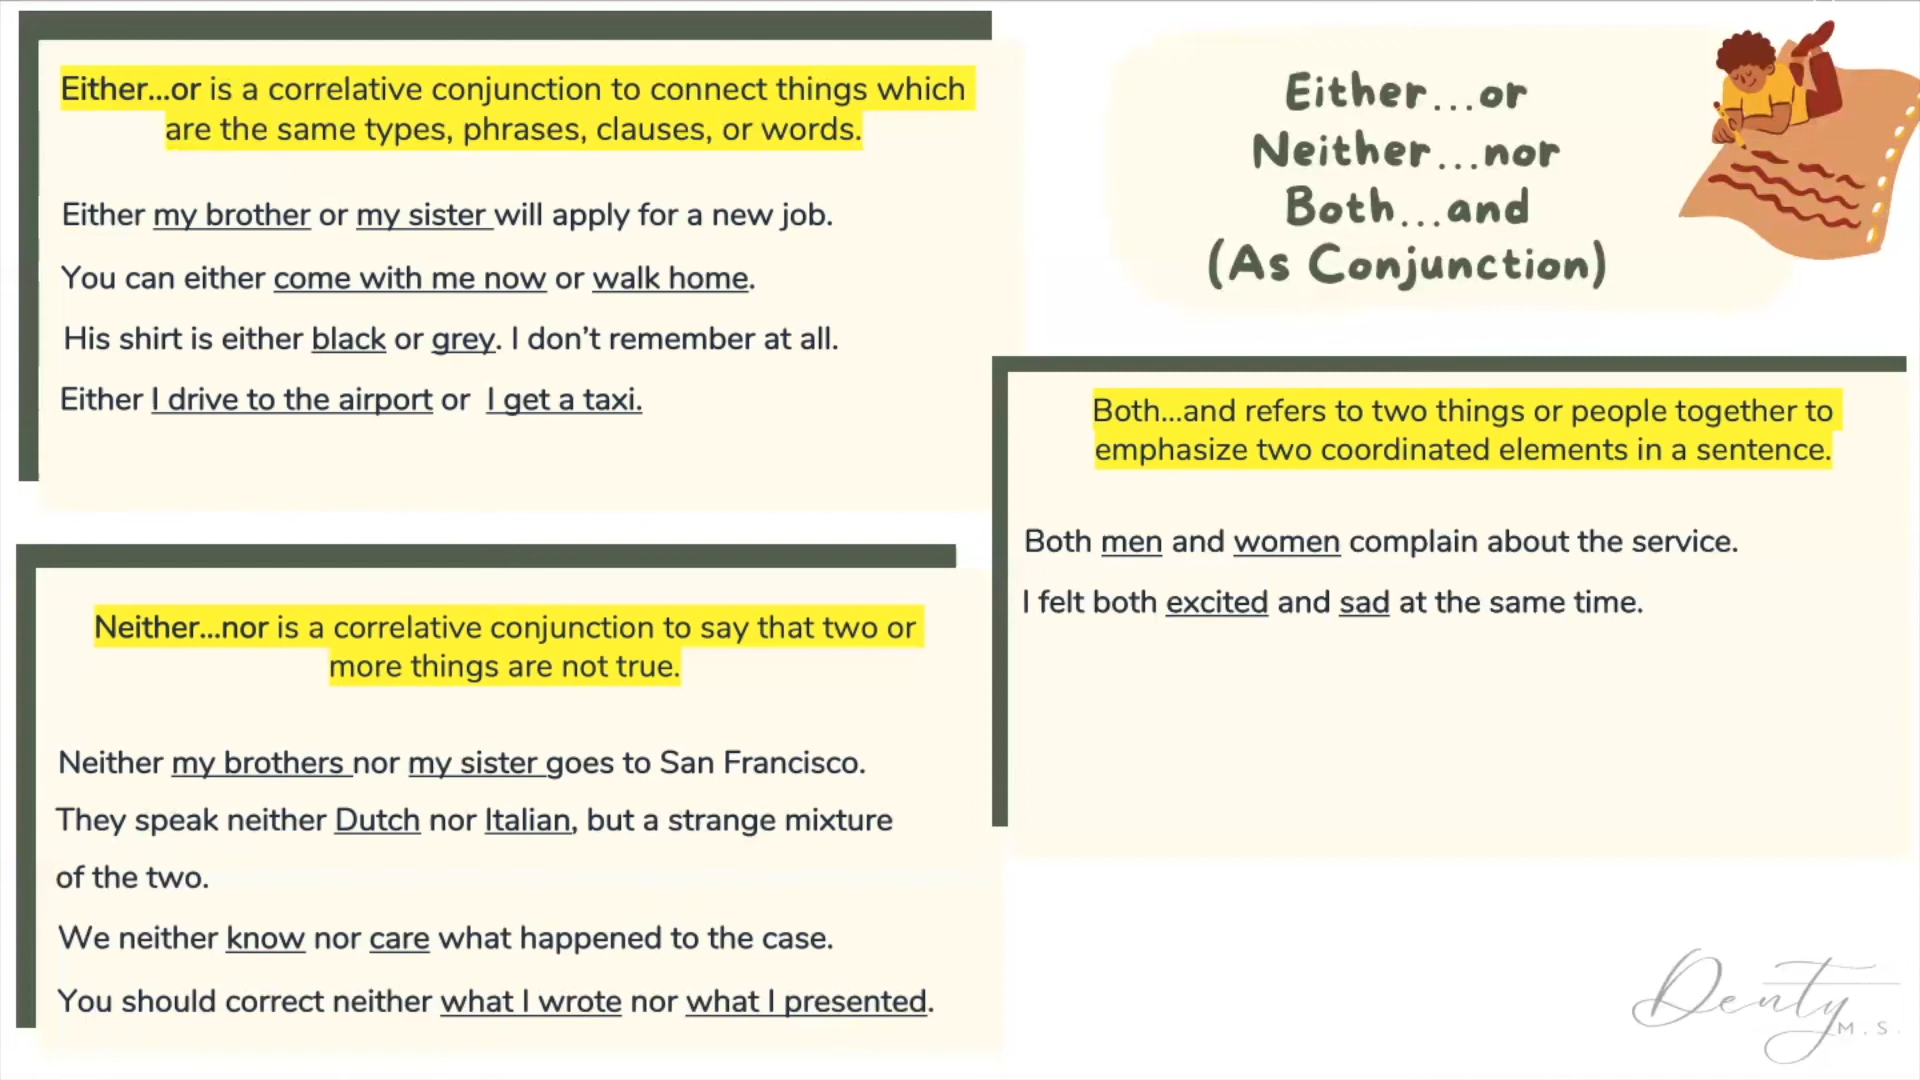 Either...or is a correlative conjunction to connect things which
are the same types, phrases, clauses, or words.
Either my brother or my sister will apply for a new job.
You can either come with me now or walk home.
His shirt is either black or grey. I don’t remember at all.
Either I drive to the airport or I get a taxi.
Neither...nor is a correlative conjunction to say that two or
more things are not true.
Neither my brothers nor my sister goes to San Francisco.
They speak neither Dutch nor Italian, but a strange mixture
of the two.
We neither know nor care what happened to the case.
You should correct neither what I wrote nor what I presented.
Either...or
Neither...nor
Both...and
(As Conjunction)
Both...and refers to two things or people together to
emphasize two coordinated elements in a sentence.
Both men and women complain about the service.
I felt both excited and sad at the same time.
Denty
M.S.